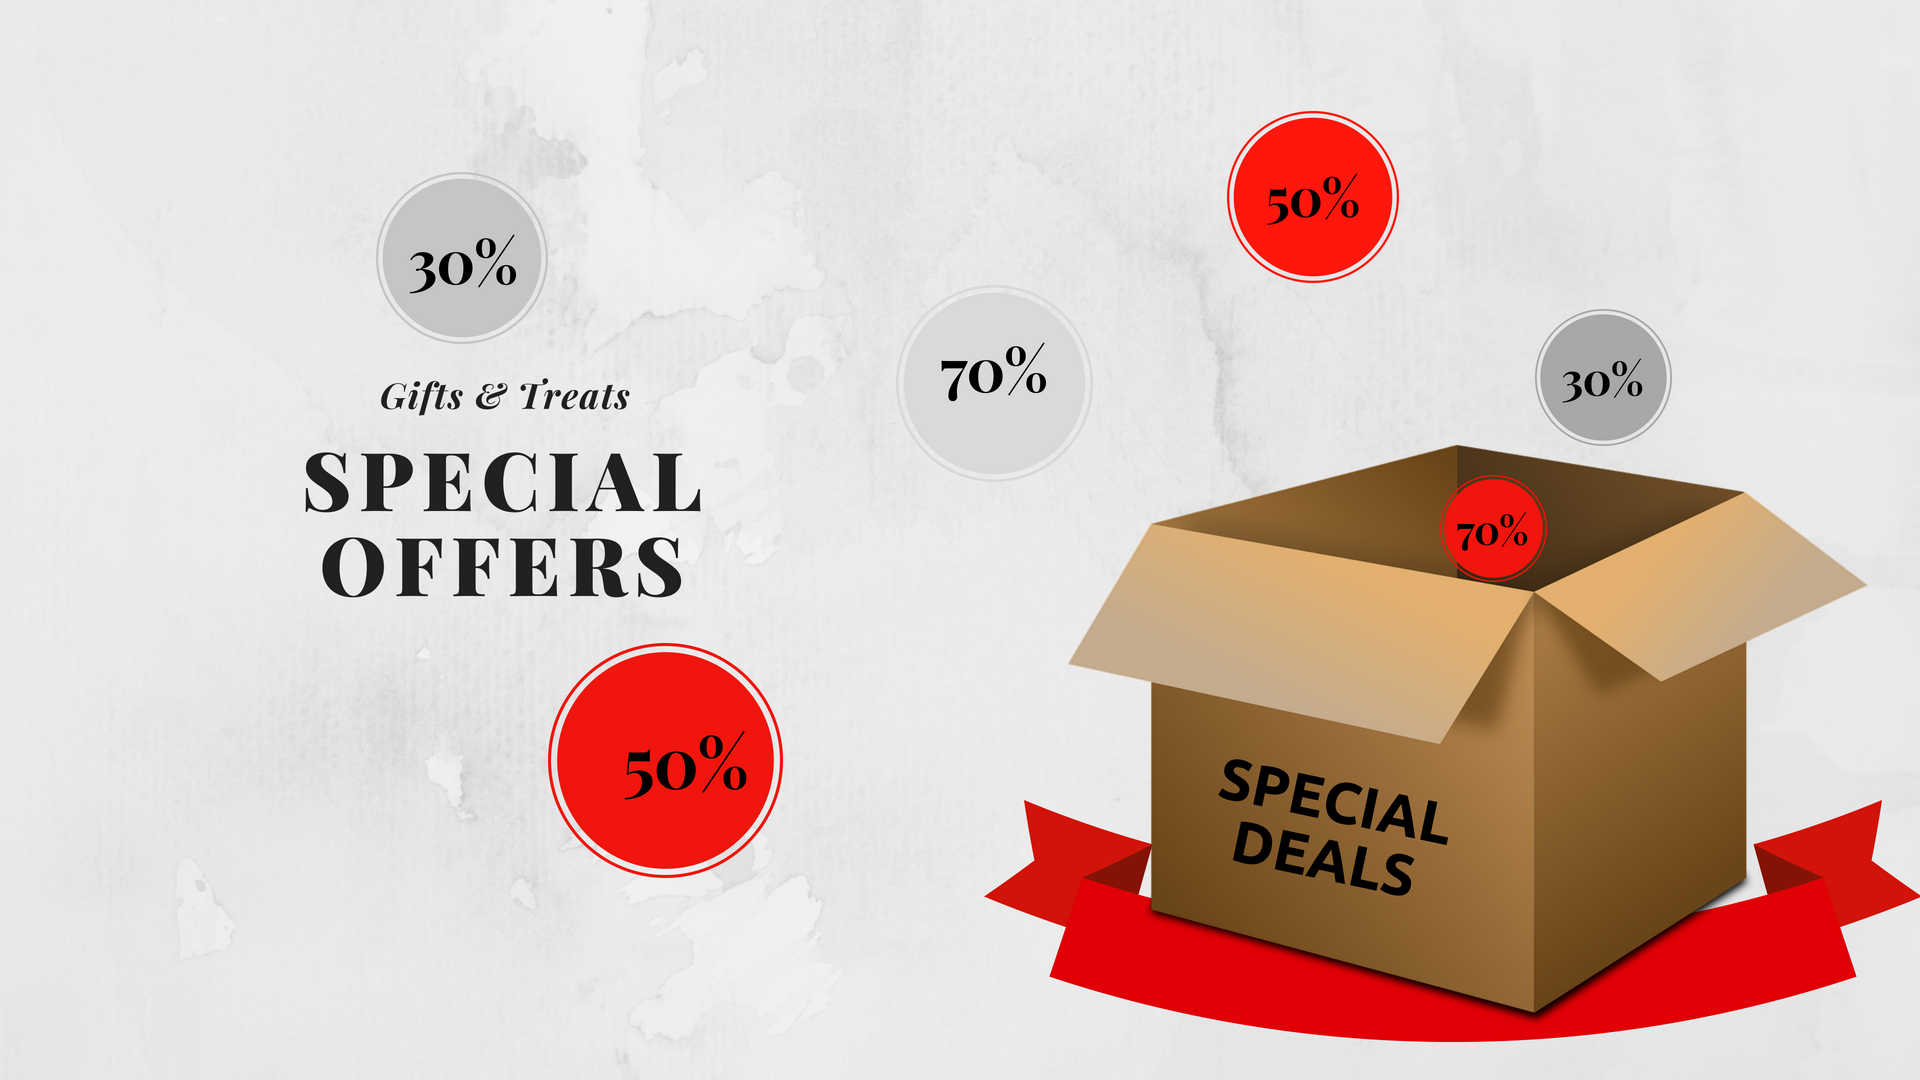 30%
Gifts & Treats
SPECIAL
OFFERS
50%
70%
50%
30%
70%
SPECIAL
DEALS